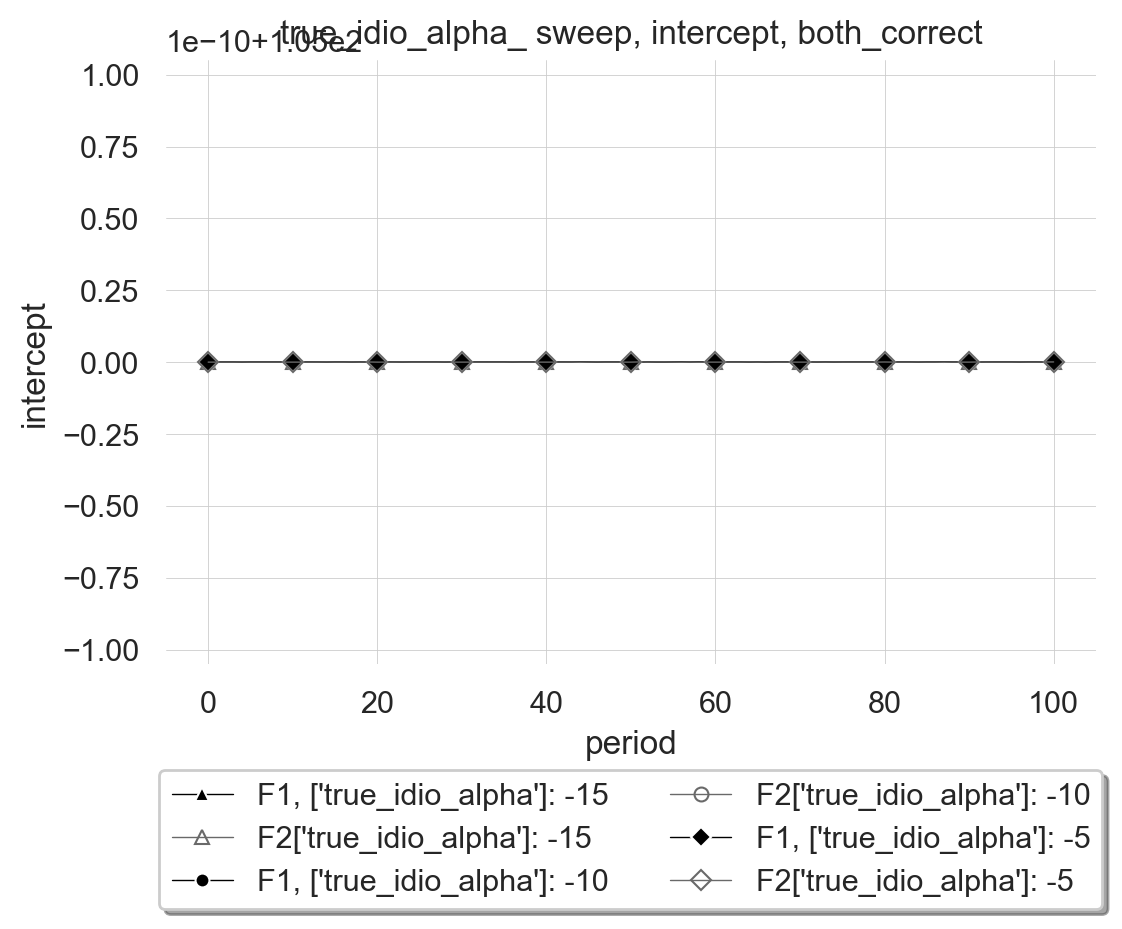 true_idio_alpha_ sweep, intercept, both_correct
1e−10+1.05e2
1.00
0.75
0.50
0.25
0.00
−0.25
−0.50
−0.75
−1.00
intercept
0 20 40 60 80 100
period
F1, ['true_idio_alpha']: -15
F2['true_idio_alpha']: -15
F1, ['true_idio_alpha']: -10
F2['true_idio_alpha']: -10
F1, ['true_idio_alpha']: -5
F2['true_idio_alpha']: -5